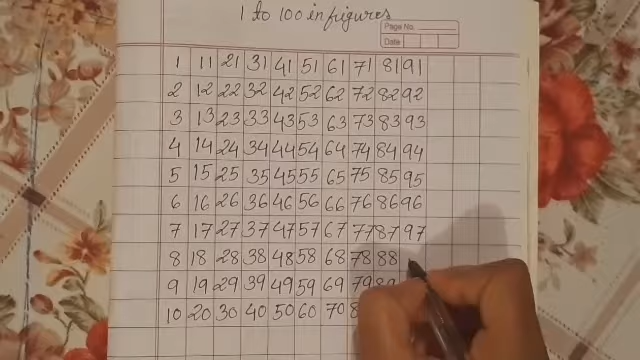 1 to 100 in figures
Page No.
Date
1 11 21 31 41 51 61 71 81 91
2 12 22 32 42 52 62 72 82 92
3 13 23 33 43 53 63 73 83 93
4 14 24 34 44 54 64 74 84 94
5 15 25 35 45 55 65 75 85 95
6 16 26 36 46 56 66 76 86 96
7 17 27 37 47 57 67 77 87 97
8 18 28 38 48 58 68 78 88
9 19 29 39 49 59 69 79
10 20 30 40 50 60 70